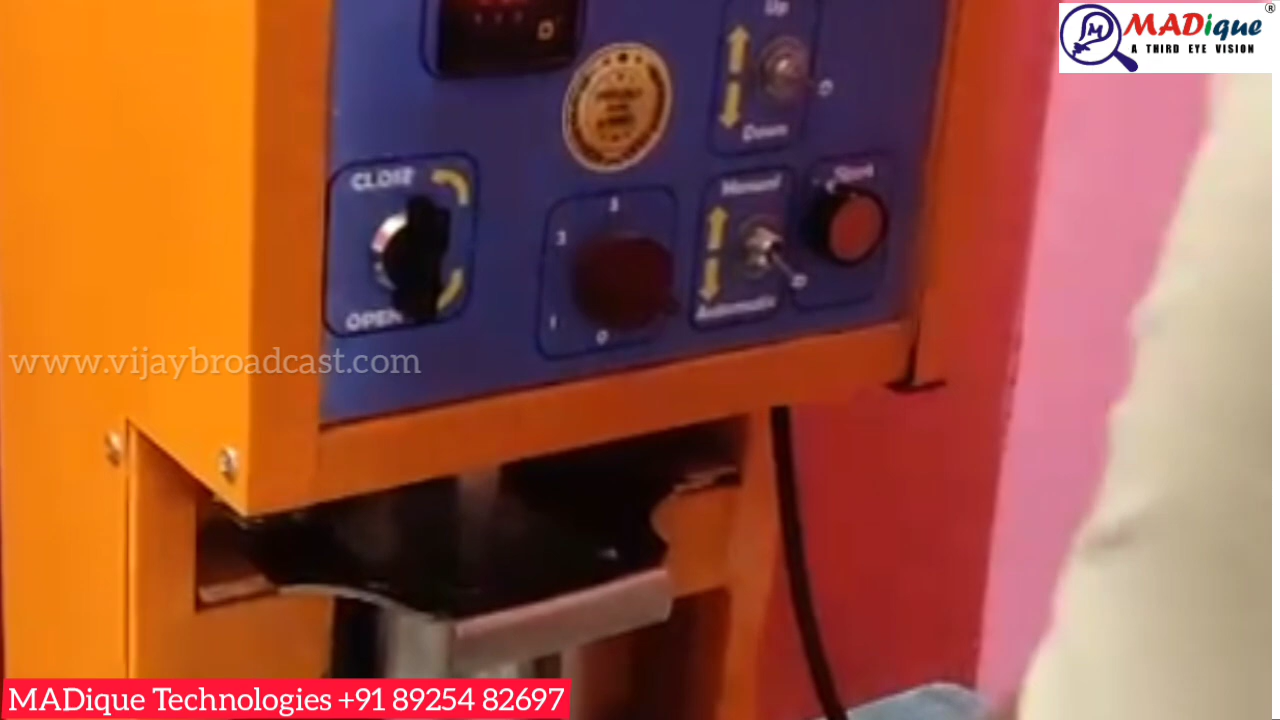 MADique®
A THIRD EYE VISION
Up
Down
CLOSE
OPEN
3
1
0
Manual
Automatic
Start
www.vijaybroadcast.com
MADique Technologies +91 89254 82697